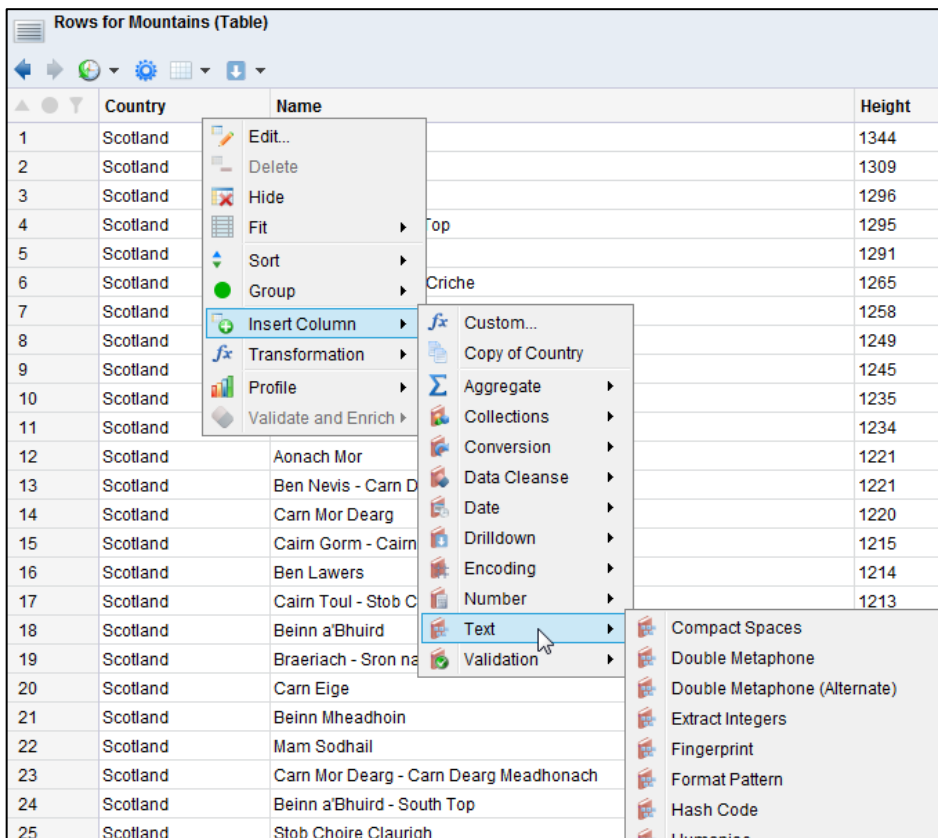 Rows for Mountains (Table)
Country Name Height
1 Scotland 1344
2 Scotland 1309
3 Scotland 1296
4 Scotland Top 1295
5 Scotland 1291
6 Scotland Criche 1265
7 Scotland 1258
8 Scotland 1249
9 Scotland 1245
10 Scotland 1235
11 Scotland 1234
12 Scotland Aonach Mor 1221
13 Scotland Ben Nevis - Carn D 1221
14 Scotland Carn Mor Dearg 1220
15 Scotland Cairn Gorm - Cairn 1215
16 Scotland Ben Lawers 1214
17 Scotland Cairn Toul - Stob C 1213
18 Scotland Beinn a'Bhuird
19 Scotland Braeriach - Sron na
20 Scotland Carn Eige
21 Scotland Beinn Mheadhoin
22 Scotland Mam Sodhail
23 Scotland Carn Mor Dearg - Carn Dearg Meadhonach
24 Scotland Beinn a'Bhuird - South Top
25 Scotland Stob Choire Claurigh
Edit...
Delete
Hide
Fit
Sort
Group
Insert Column
fx Transformation
Profile
Validate and Enrich
fx Custom...
Copy of Country
Σ Aggregate
Collections
Conversion
Data Cleanse
Date
Drilldown
Encoding
Number
Text
Validation
Compact Spaces
Double Metaphone
Double Metaphone (Alternate)
Extract Integers
Fingerprint
Format Pattern
Hash Code